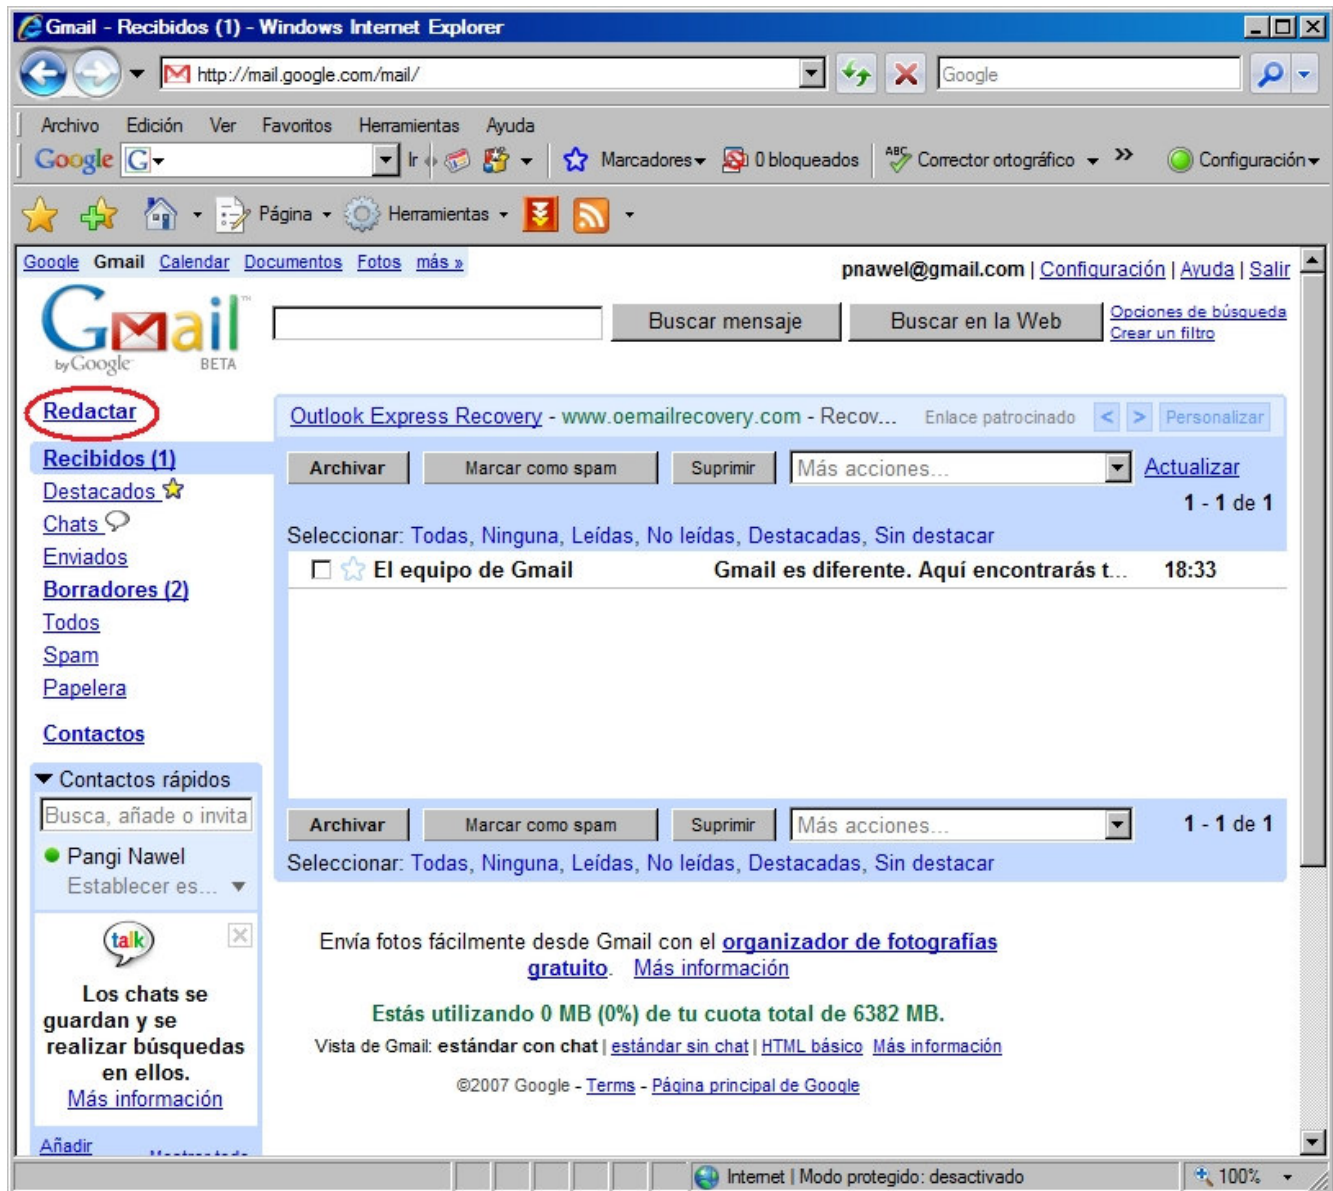 Gmail - Recibidos (1) - Windows Internet Explorer
http://mail.google.com/mail/ Google
Archivo Edición Ver Favoritos Herramientas Ayuda
Google G Ir Marcadores 0 bloqueados ABC Corrector ortográfico » Configuración
Página Herramientas
Google Gmail Calendar Documentos Fotos más »
pnawel@gmail.com | Configuración | Ayuda | Salir
Gmail™
by Google BETA
Buscar mensaje Buscar en la Web
Opciones de búsqueda
Crear un filtro
Redactar
Outlook Express Recovery - www.oemailrecovery.com - Recov... Enlace patrocinado < > Personalizar
Recibidos (1)
Destacados
Chats
Enviados
Borradores (2)
Todos
Spam
Papelera
Contactos
Archivar Marcar como spam Suprimir Más acciones... Actualizar
1 - 1 de 1
Seleccionar: Todas, Ninguna, Leídas, No leídas, Destacadas, Sin destacar
El equipo de Gmail Gmail es diferente. Aquí encontrarás t... 18:33
Contactos rápidos
Busca, añade o invita
Pangi Nawel
Establecer es...
Archivar Marcar como spam Suprimir Más acciones... 1 - 1 de 1
Seleccionar: Todas, Ninguna, Leídas, No leídas, Destacadas, Sin destacar
talk
Los chats se
guardan y se
realizar búsquedas
en ellos.
Más información
Añadir
Envía fotos fácilmente desde Gmail con el organizador de fotografías
gratuito. Más información
Estás utilizando 0 MB (0%) de tu cuota total de 6382 MB.
Vista de Gmail: estándar con chat | estándar sin chat | HTML básico Más información
©2007 Google - Terms - Página principal de Google
Internet | Modo protegido: desactivado 100%